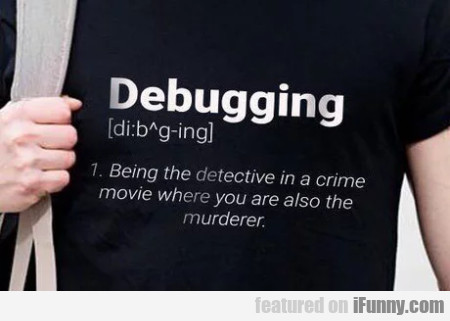 Debugging
[di:b^g-ing]
1. Being the detective in a crime
movie where you are also the
murderer.
featured on iFunny.com